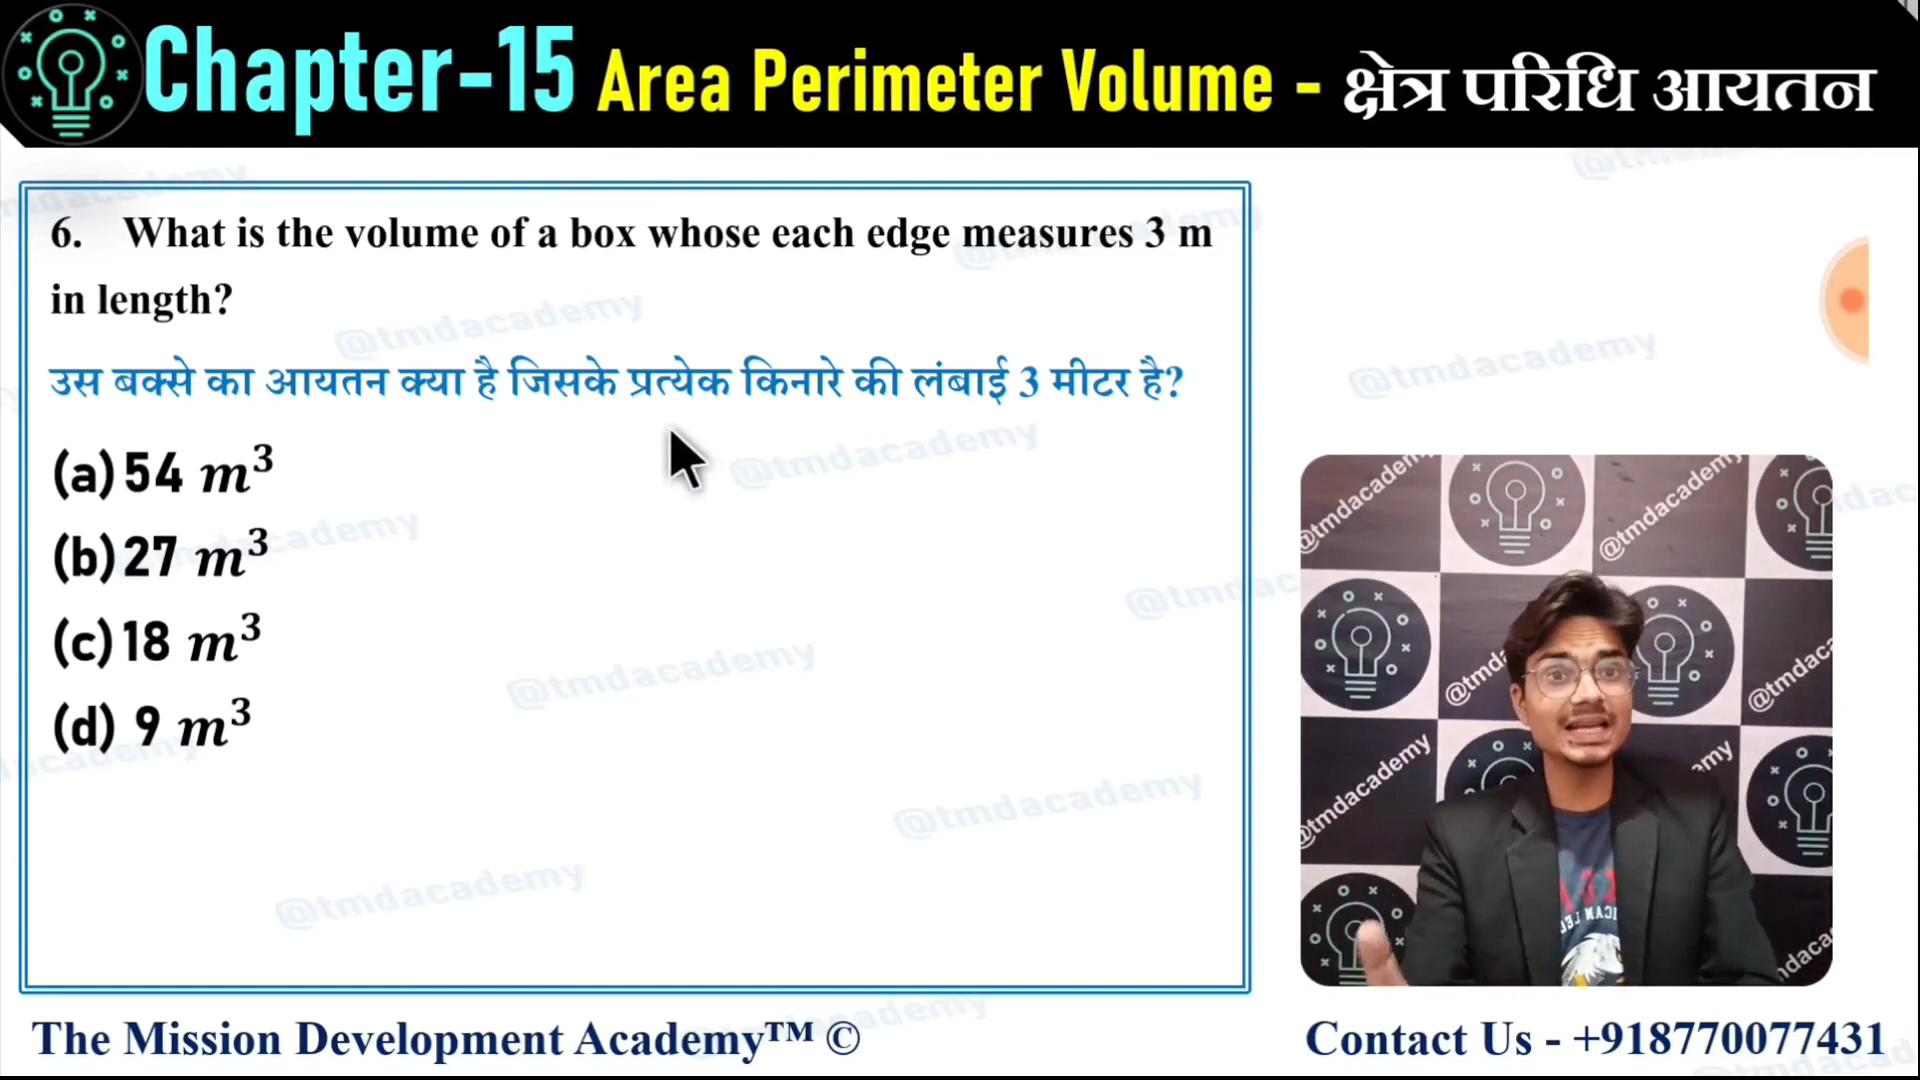 Chapter-15 Area Perimeter Volume - क्षेत्र परिधि आयतन
6. What is the volume of a box whose each edge measures 3 m
in length?
उस बक्से का आयतन क्या है जिसके प्रत्येक किनारे की लंबाई 3 मीटर है?
(a) 54 m³
(b) 27 m³
(c) 18 m³
(d) 9 m³
@tmdacademy
The Mission Development Academy™ ©
Contact Us - +918770077431